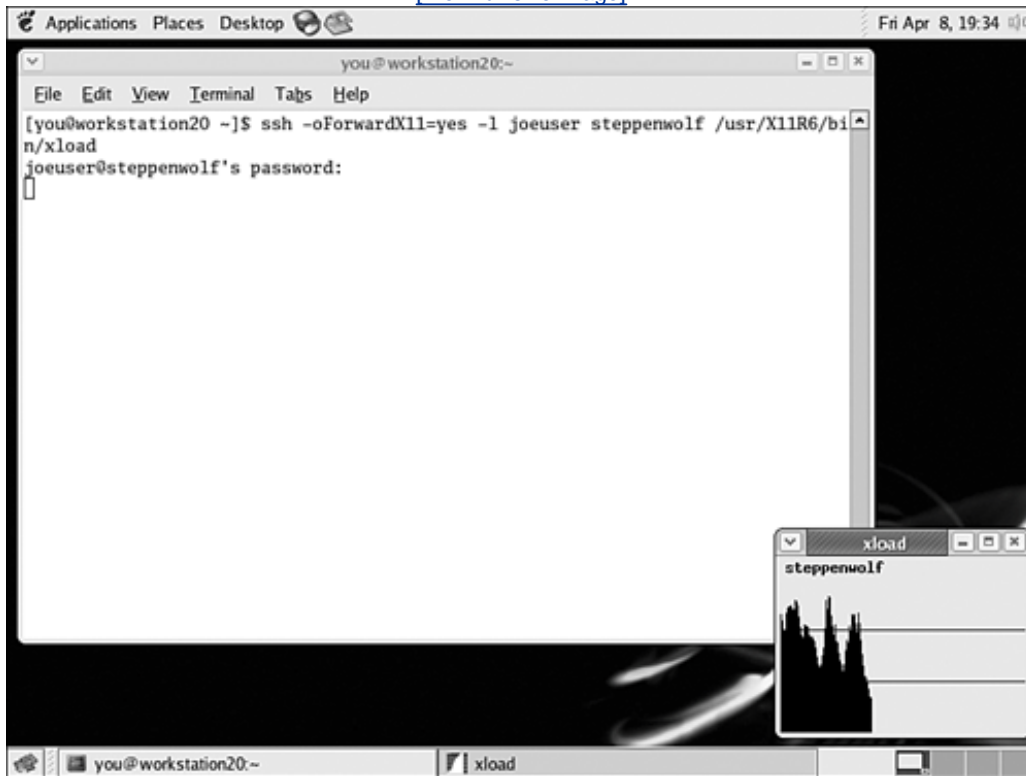 Applications Places Desktop
Fri Apr 8, 19:34
you@workstation20:~
File Edit View Terminal Tabs Help
[you@workstation20 ~]$ ssh -oForwardX11=yes -l joeuser steppenwolf /usr/X11R6/bi
n/xload
joeuser@steppenwolf's password:
xload
steppenwolf
you@workstation20:~
xload